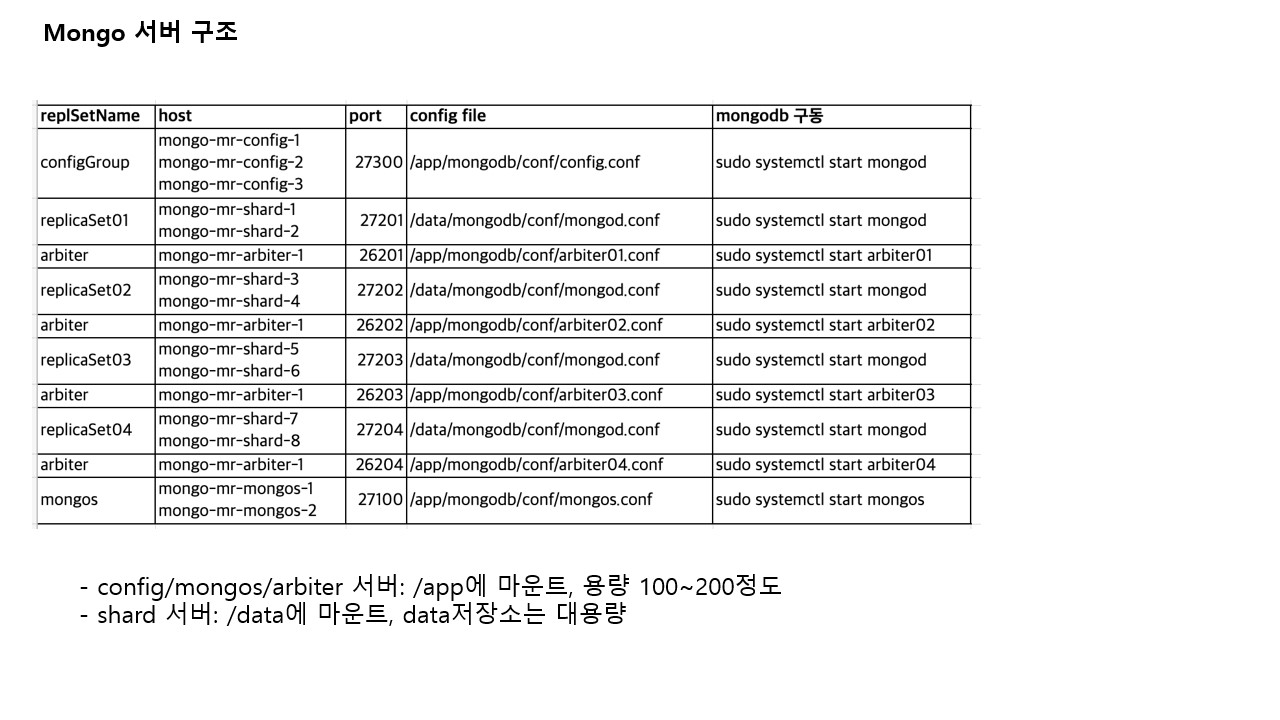 Mongo 서버 구조
replSetName host port config file mongodb 구동
configGroup mongo-mr-config-1 mongo-mr-config-2 mongo-mr-config-3 27300 /app/mongodb/conf/config.conf sudo systemctl start mongod
replicaSet01 mongo-mr-shard-1 mongo-mr-shard-2 27201 /data/mongodb/conf/mongod.conf sudo systemctl start mongod
arbiter mongo-mr-arbiter-1 26201 /app/mongodb/conf/arbiter01.conf sudo systemctl start arbiter01
replicaSet02 mongo-mr-shard-3 mongo-mr-shard-4 27202 /data/mongodb/conf/mongod.conf sudo systemctl start mongod
arbiter mongo-mr-arbiter-1 26202 /app/mongodb/conf/arbiter02.conf sudo systemctl start arbiter02
replicaSet03 mongo-mr-shard-5 mongo-mr-shard-6 27203 /data/mongodb/conf/mongod.conf sudo systemctl start mongod
arbiter mongo-mr-arbiter-1 26203 /app/mongodb/conf/arbiter03.conf sudo systemctl start arbiter03
replicaSet04 mongo-mr-shard-7 mongo-mr-shard-8 27204 /data/mongodb/conf/mongod.conf sudo systemctl start mongod
arbiter mongo-mr-arbiter-1 26204 /app/mongodb/conf/arbiter04.conf sudo systemctl start arbiter04
mongos mongo-mr-mongos-1 mongo-mr-mongos-2 27100 /app/mongodb/conf/mongos.conf sudo systemctl start mongos
- config/mongos/arbiter 서버: /app에 마운트, 용량 100~200정도
- shard 서버: /data에 마운트, data저장소는 대용량